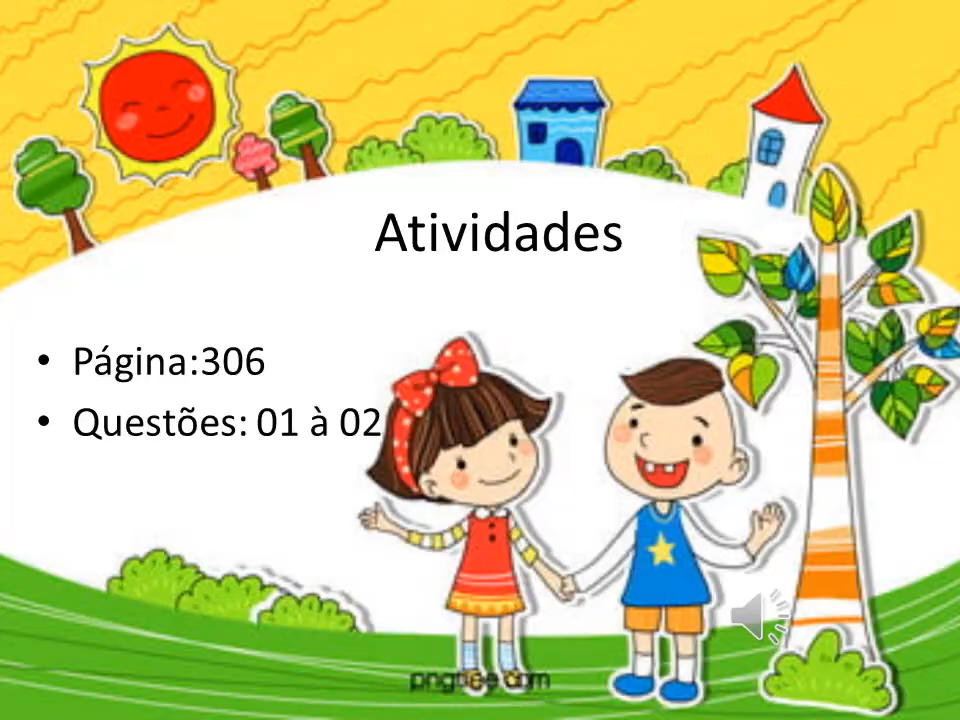 Atividades
• Página:306
• Questões: 01 à 02
pngtree.com